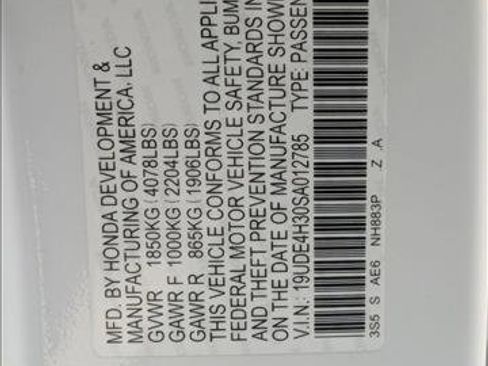 MFD. BY HONDA DEVELOPMENT &
MANUFACTURING OF AMERICA, LLC
GVWR 1850KG (4078LBS)
GAWR F 1000KG (2204LBS)
GAWR R 865KG (1906LBS)
THIS VEHICLE CONFORMS TO ALL APPLI
FEDERAL MOTOR VEHICLE SAFETY, BUM
AND THEFT PREVENTION STANDARDS IN
ON THE DATE OF MANUFACTURE SHOW
V.I.N.: 19UDE4H30SA012785 TYPE: PASSEN
3S5 S AE6 NH883P Z .A